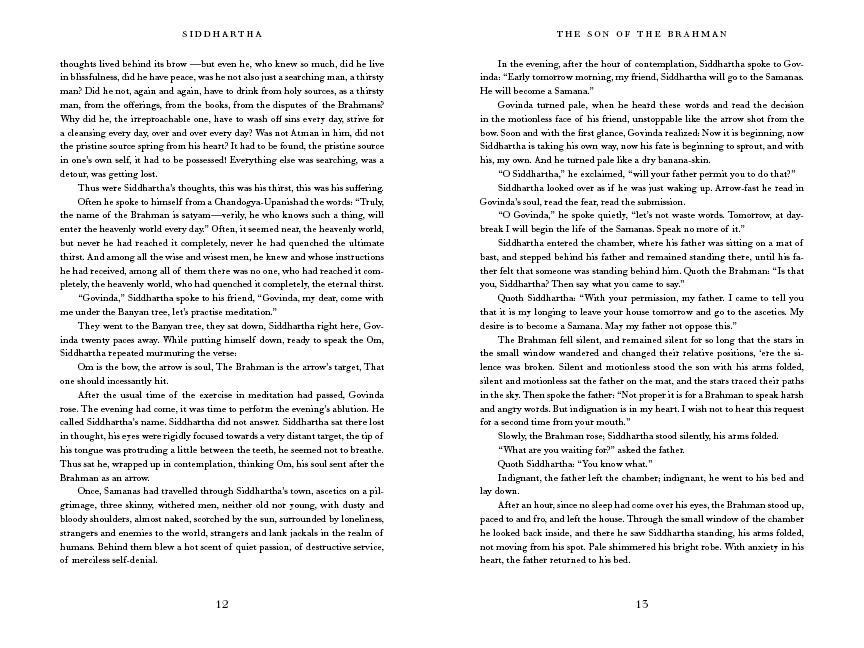 SIDDHARTHA
thoughts lived behind its brow —but even he, who knew so much, did he live
in blissfulness, did he have peace, was he not also just a searching man, a thirsty
man? Did he not, again and again, have to drink from holy sources, as a thirsty
man, from the offerings, from the books, from the disputes of the Brahmans?
Why did he, the irreproachable one, have to wash off sins every day, strive for
a cleansing every day, over and over every day? Was not Atman in him, did not
the pristine source spring from his heart? It had to be found, the pristine source
in one's own self, it had to be possessed! Everything else was searching, was a
detour, was getting lost.
Thus were Siddhartha's thoughts, this was his thirst, this was his suffering.
Often he spoke to himself from a Chandogya-Upanishad the words: “Truly,
the name of the Brahman is satyam—verily, he who knows such a thing, will
enter the heavenly world every day.” Often, it seemed near, the heavenly world,
but never he had reached it completely, never he had quenched the ultimate
thirst. And among all the wise and wisest men, he knew and whose instructions
he had received, among all of them there was no one, who had reached it com-
pletely, the heavenly world, who had quenched it completely, the eternal thirst.
“Govinda,” Siddhartha spoke to his friend, “Govinda, my dear, come with
me under the Banyan tree, let's practise meditation.”
They went to the Banyan tree, they sat down, Siddhartha right here, Gov-
inda twenty paces away. While putting himself down, ready to speak the Om,
Siddhartha repeated murmuring the verse:
Om is the bow, the arrow is soul, The Brahman is the arrow's target, That
one should incessantly hit.
After the usual time of the exercise in meditation had passed, Govinda
rose. The evening had come, it was time to perform the evening's ablution. He
called Siddhartha's name. Siddhartha did not answer. Siddhartha sat there lost
in thought, his eyes were rigidly focused towards a very distant target, the tip of
his tongue was protruding a little between the teeth, he seemed not to breathe.
Thus sat he, wrapped up in contemplation, thinking Om, his soul sent after the
Brahman as an arrow.
Once, Samanas had travelled through Siddhartha's town, ascetics on a pil-
grimage, three skinny, withered men, neither old nor young, with dusty and
bloody shoulders, almost naked, scorched by the sun, surrounded by loneliness,
strangers and enemies to the world, strangers and lank jackals in the realm of
humans. Behind them blew a hot scent of quiet passion, of destructive service,
of merciless self-denial.
12
THE SON OF THE BRAHMAN
In the evening, after the hour of contemplation, Siddhartha spoke to Gov-
inda: “Early tomorrow morning, my friend, Siddhartha will go to the Samanas.
He will become a Samana.”
Govinda turned pale, when he heard these words and read the decision
in the motionless face of his friend, unstoppable like the arrow shot from the
bow. Soon and with the first glance, Govinda realized: Now it is beginning, now
Siddhartha is taking his own way, now his fate is beginning to sprout, and with
his, my own. And he turned pale like a dry banana-skin.
“O Siddhartha,” he exclaimed, “will your father permit you to do that?”
Siddhartha looked over as if he was just waking up. Arrow-fast he read in
Govinda's soul, read the fear, read the submission.
“O Govinda,” he spoke quietly, “let's not waste words. Tomorrow, at day-
break I will begin the life of the Samanas. Speak no more of it.”
Siddhartha entered the chamber, where his father was sitting on a mat of
bast, and stepped behind his father and remained standing there, until his fa-
ther felt that someone was standing behind him. Quoth the Brahman: “Is that
you, Siddhartha? Then say what you came to say.”
Quoth Siddhartha: “With your permission, my father. I came to tell you
that it is my longing to leave your house tomorrow and go to the ascetics. My
desire is to become a Samana. May my father not oppose this.”
The Brahman fell silent, and remained silent for so long that the stars in
the small window wandered and changed their relative positions, ‘ere the si-
lence was broken. Silent and motionless stood the son with his arms folded,
silent and motionless sat the father on the mat, and the stars traced their paths
in the sky. Then spoke the father: “Not proper it is for a Brahman to speak harsh
and angry words. But indignation is in my heart. I wish not to hear this request
for a second time from your mouth.”
Slowly, the Brahman rose; Siddhartha stood silently, his arms folded.
“What are you waiting for?” asked the father.
Quoth Siddhartha: “You know what.”
Indignant, the father left the chamber; indignant, he went to his bed and
lay down.
After an hour, since no sleep had come over his eyes, the Brahman stood up,
paced to and fro, and left the house. Through the small window of the chamber
he looked back inside, and there he saw Siddhartha standing, his arms folded,
not moving from his spot. Pale shimmered his bright robe. With anxiety in his
heart, the father returned to his bed.
13